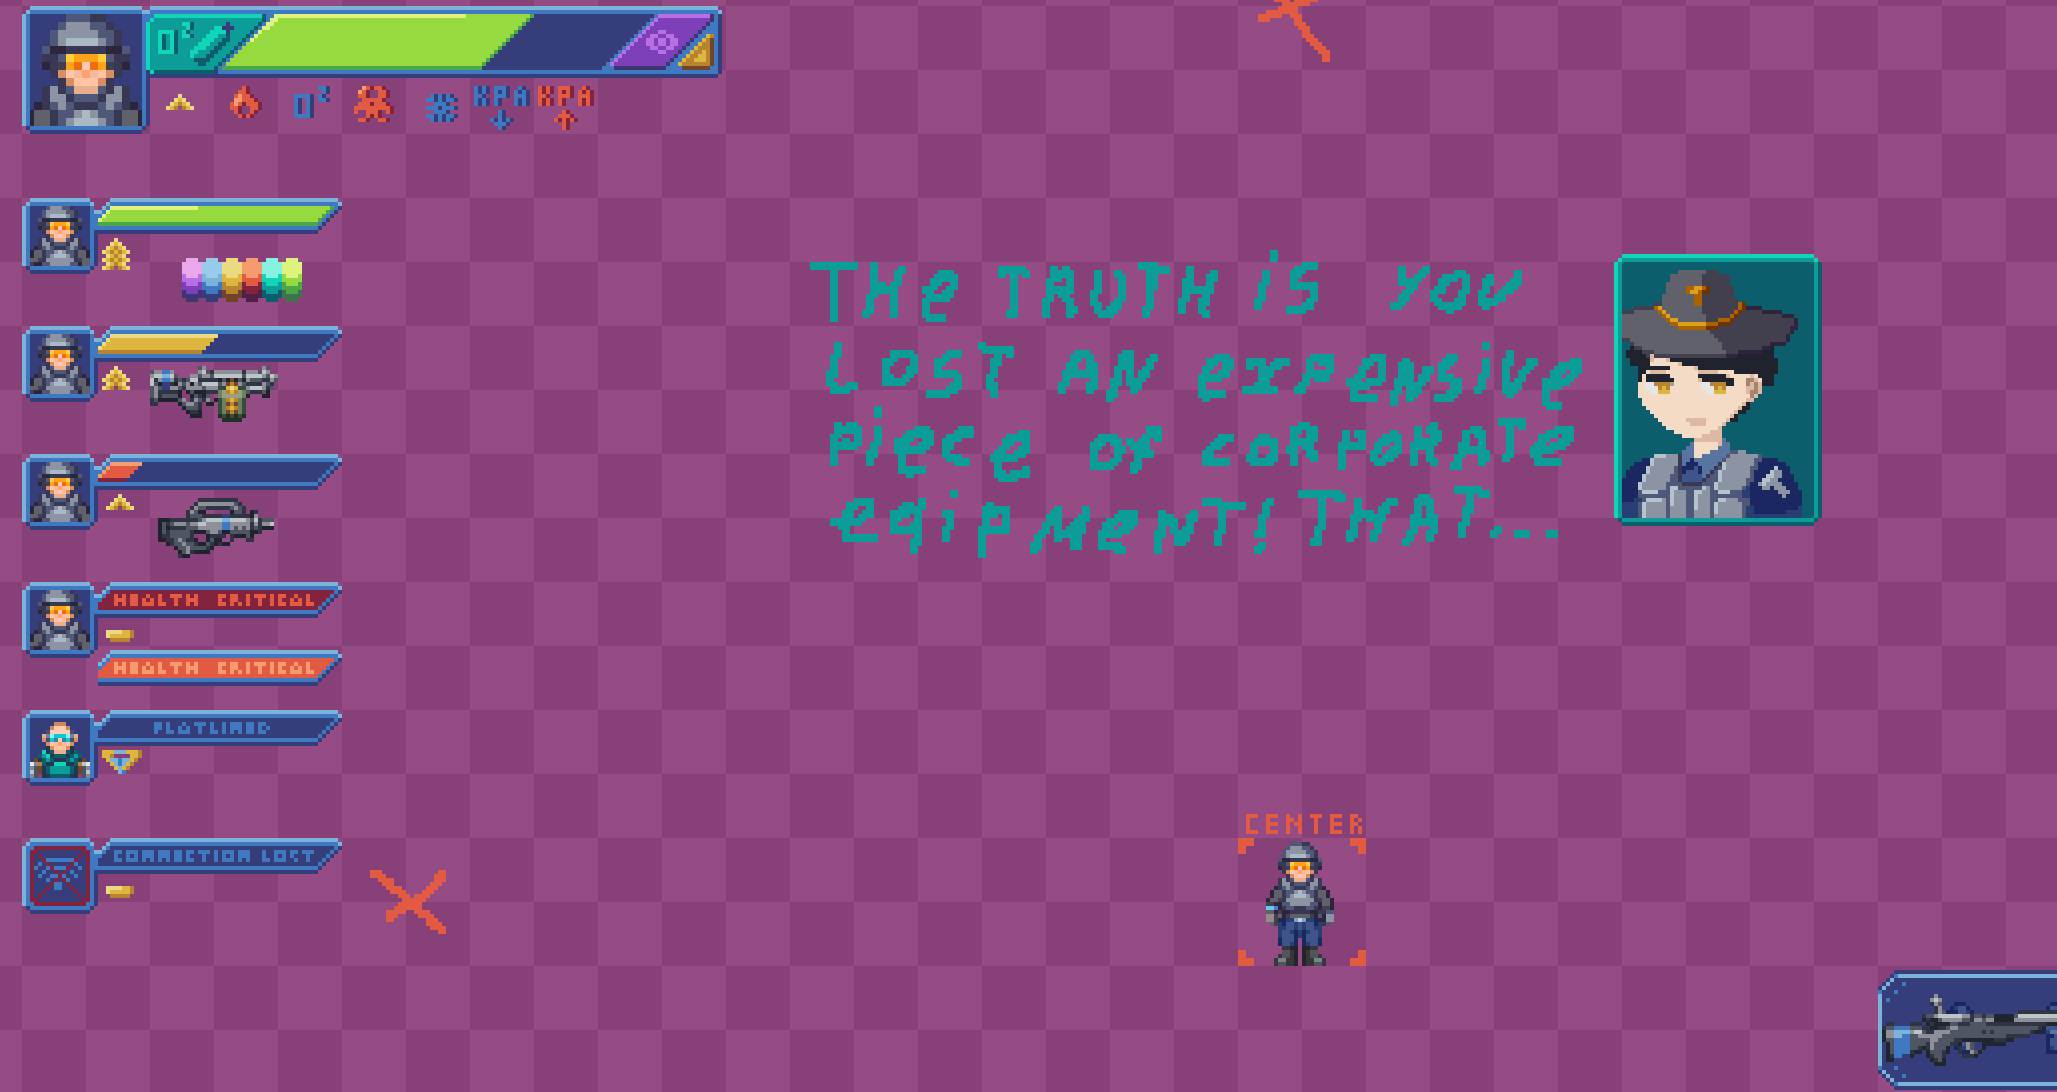 O²
O² KPA KPA
THe TRUTH iS YOU
LOST AN expeNSive
Piece of coRPORATe
eqipMeNT! THAT...
HEALTH CRITICAL
HEALTH CRITICAL
FLATLINED
CENTER
CONNECTION LOST